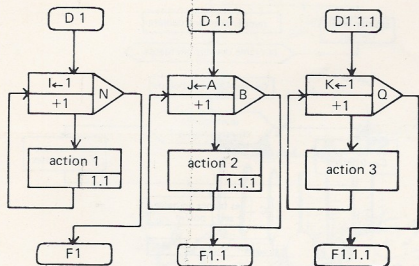 D 1
I←1
+1
N
action 1
1.1
F1
D 1.1
J←A
+1
B
action 2
1.1.1
F1.1
D1.1.1
K←1
+1
Q
action 3
F1.1.1